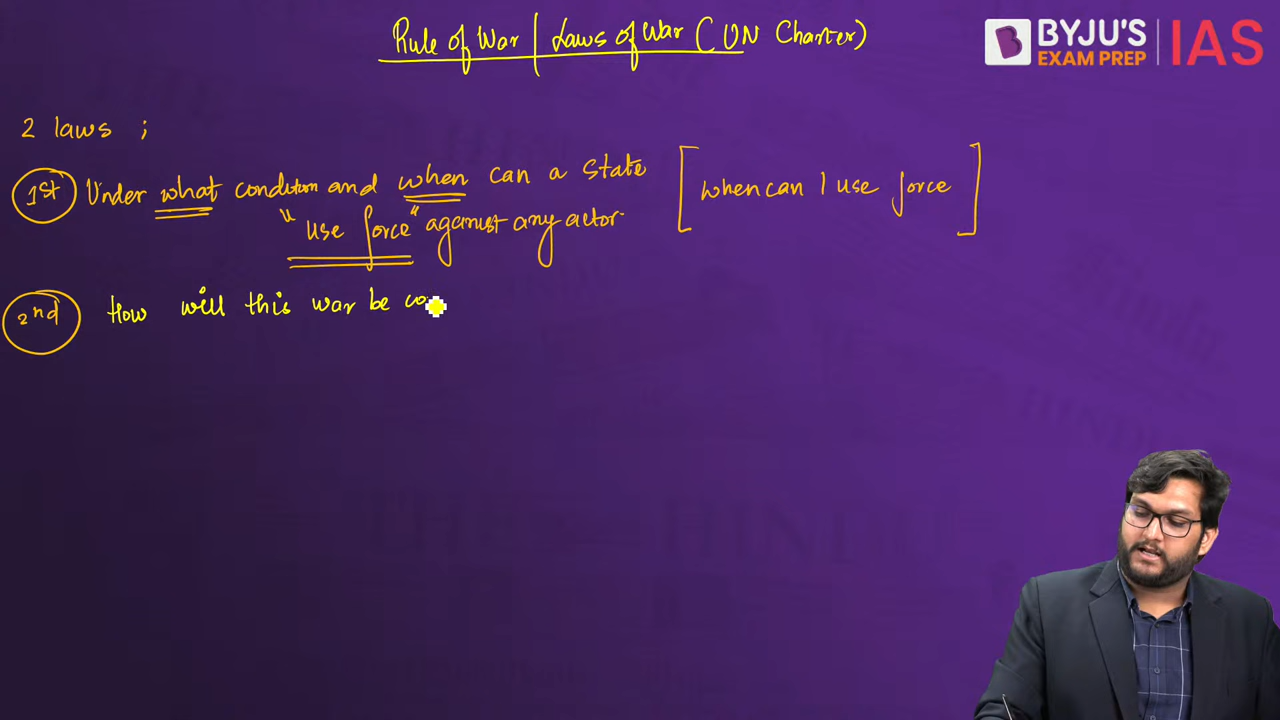 Rule of War | Laws of War (UN Charter)
BYJU'S
EXAM PREP
IAS
2 laws ;
1st Under what condition and when can a state
"use force" against any actor.
[when can I use force]
2nd How will this war be co